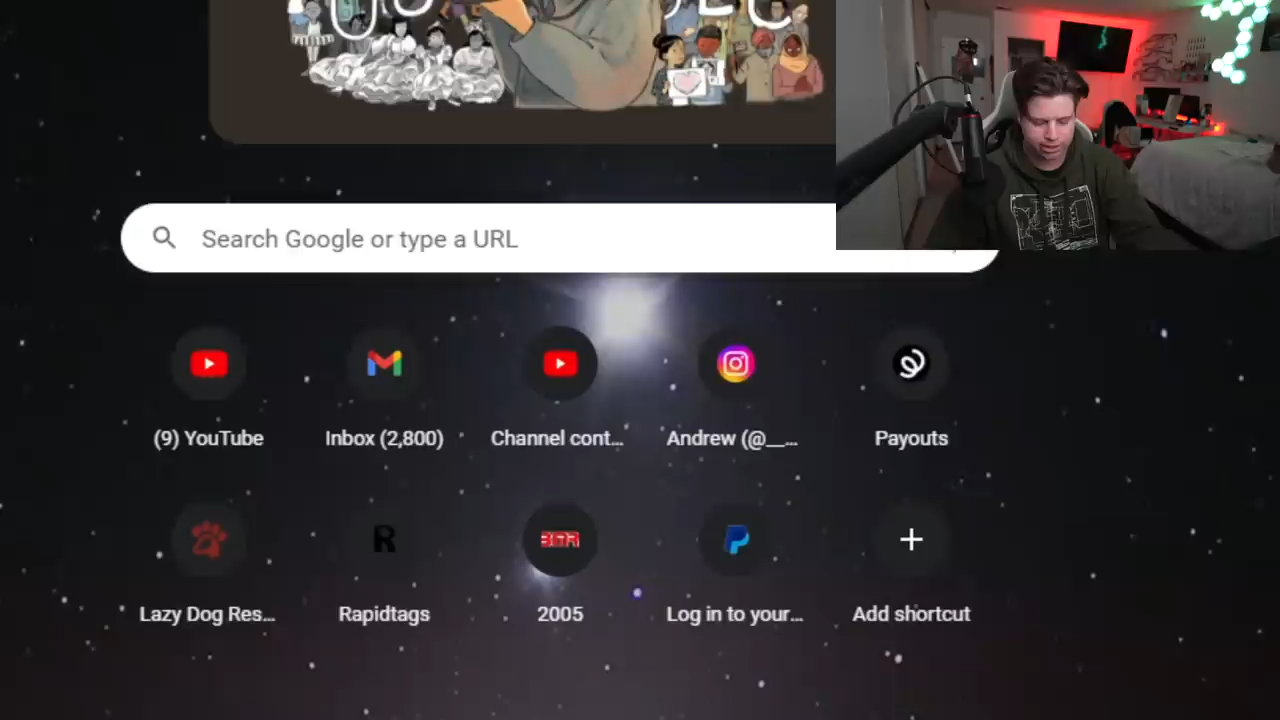 Search Google or type a URL
(9) YouTube
Inbox (2,800)
Channel cont...
Andrew (@__...
Payouts
Lazy Dog Res...
R
Rapidtags
2005
Log in to your...
Add shortcut